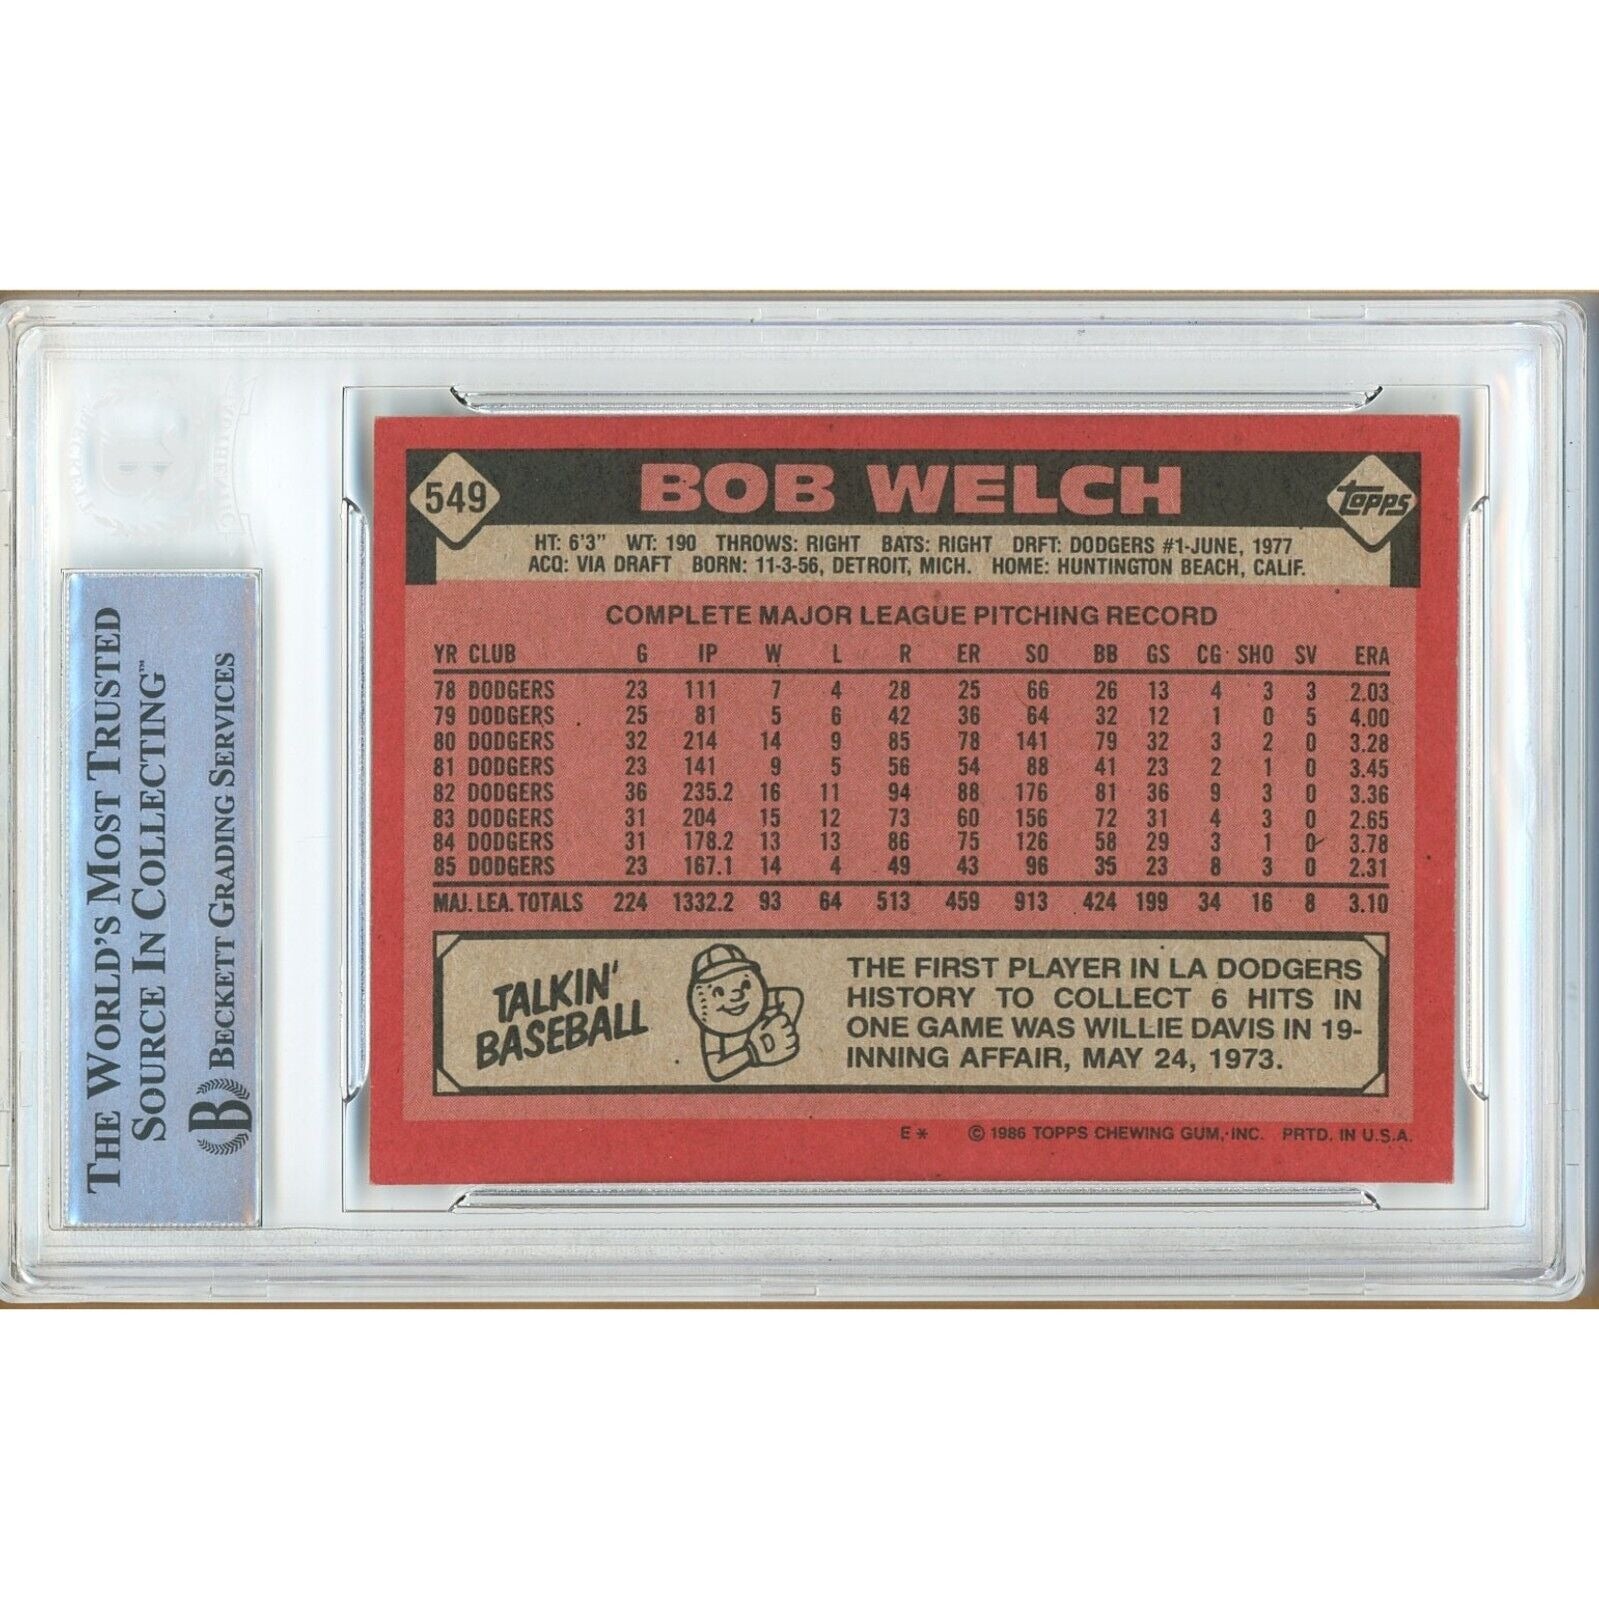 THE WORLD'S MOST TRUSTED
SOURCE IN COLLECTING™
B BECKETT GRADING SERVICES
549 BOB WELCH Topps
HT: 6'3" WT: 190 THROWS: RIGHT BATS: RIGHT DRFT: DODGERS #1-JUNE, 1977
ACQ: VIA DRAFT BORN: 11-3-56, DETROIT, MICH. HOME: HUNTINGTON BEACH, CALIF.
COMPLETE MAJOR LEAGUE PITCHING RECORD
YR CLUB G IP W L R ER SO BB GS CG SHO SV ERA
78 DODGERS 23 111 7 4 28 25 66 26 13 4 3 3 2.03
79 DODGERS 25 81 5 6 42 36 64 32 12 1 0 5 4.00
80 DODGERS 32 214 14 9 85 78 141 79 32 3 2 0 3.28
81 DODGERS 23 141 9 5 56 54 88 41 23 2 1 0 3.45
82 DODGERS 36 235.2 16 11 94 88 176 81 36 9 3 0 3.36
83 DODGERS 31 204 15 12 73 60 156 72 31 4 3 0 2.65
84 DODGERS 31 178.2 13 13 86 75 126 58 29 3 1 0 3.78
85 DODGERS 23 167.1 14 4 49 43 96 35 23 8 3 0 2.31
MAJ. LEA. TOTALS 224 1332.2 93 64 513 459 913 424 199 34 16 8 3.10
TALKIN'
BASEBALL
THE FIRST PLAYER IN LA DODGERS
HISTORY TO COLLECT 6 HITS IN
ONE GAME WAS WILLIE DAVIS IN 19-
INNING AFFAIR, MAY 24, 1973.
E* © 1986 TOPPS CHEWING GUM, INC. PRTD. IN U.S.A.